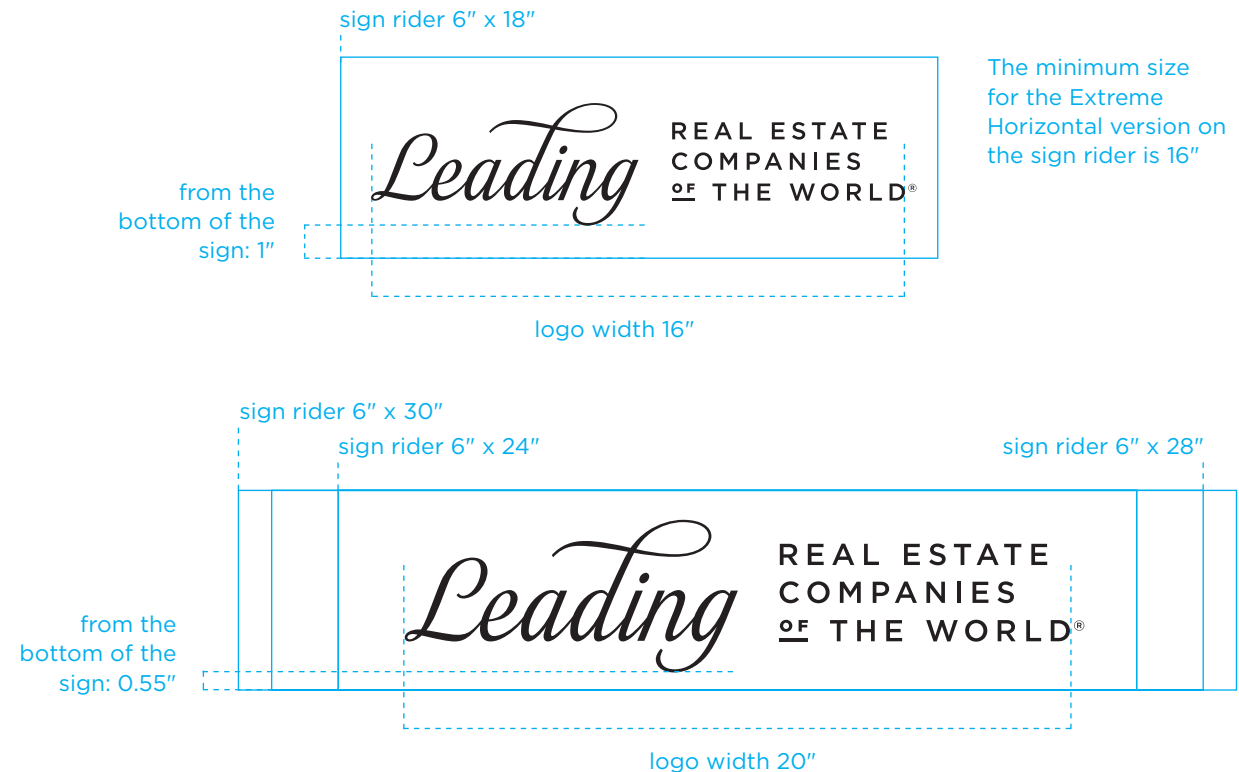 sign rider 6" x 18"
The minimum size
for the Extreme
Horizontal version on
the sign rider is 16"
Leading
REAL ESTATE
COMPANIES
OF THE WORLD®
from the
bottom of the
sign: 1"
logo width 16"
sign rider 6" x 30"
sign rider 6" x 24"
sign rider 6" x 28"
Leading
REAL ESTATE
COMPANIES
OF THE WORLD®
from the
bottom of the
sign: 0.55"
logo width 20"